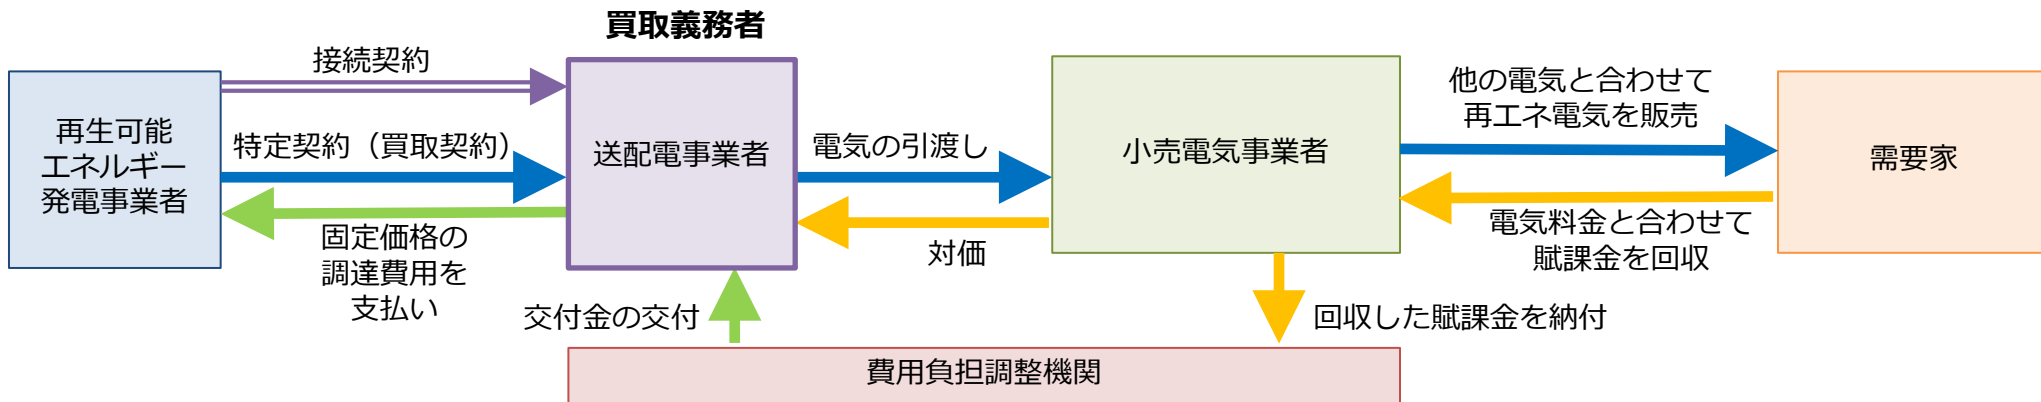 買取義務者
接続契約
再生可能
エネルギー
発電事業者
特定契約（買取契約）
固定価格の
調達費用を
支払い
送配電事業者
電気の引渡し
対価
小売電気事業者
他の電気と合わせて
再エネ電気を販売
電気料金と合わせて
賦課金を回収
需要家
交付金の交付
回収した賦課金を納付
費用負担調整機関